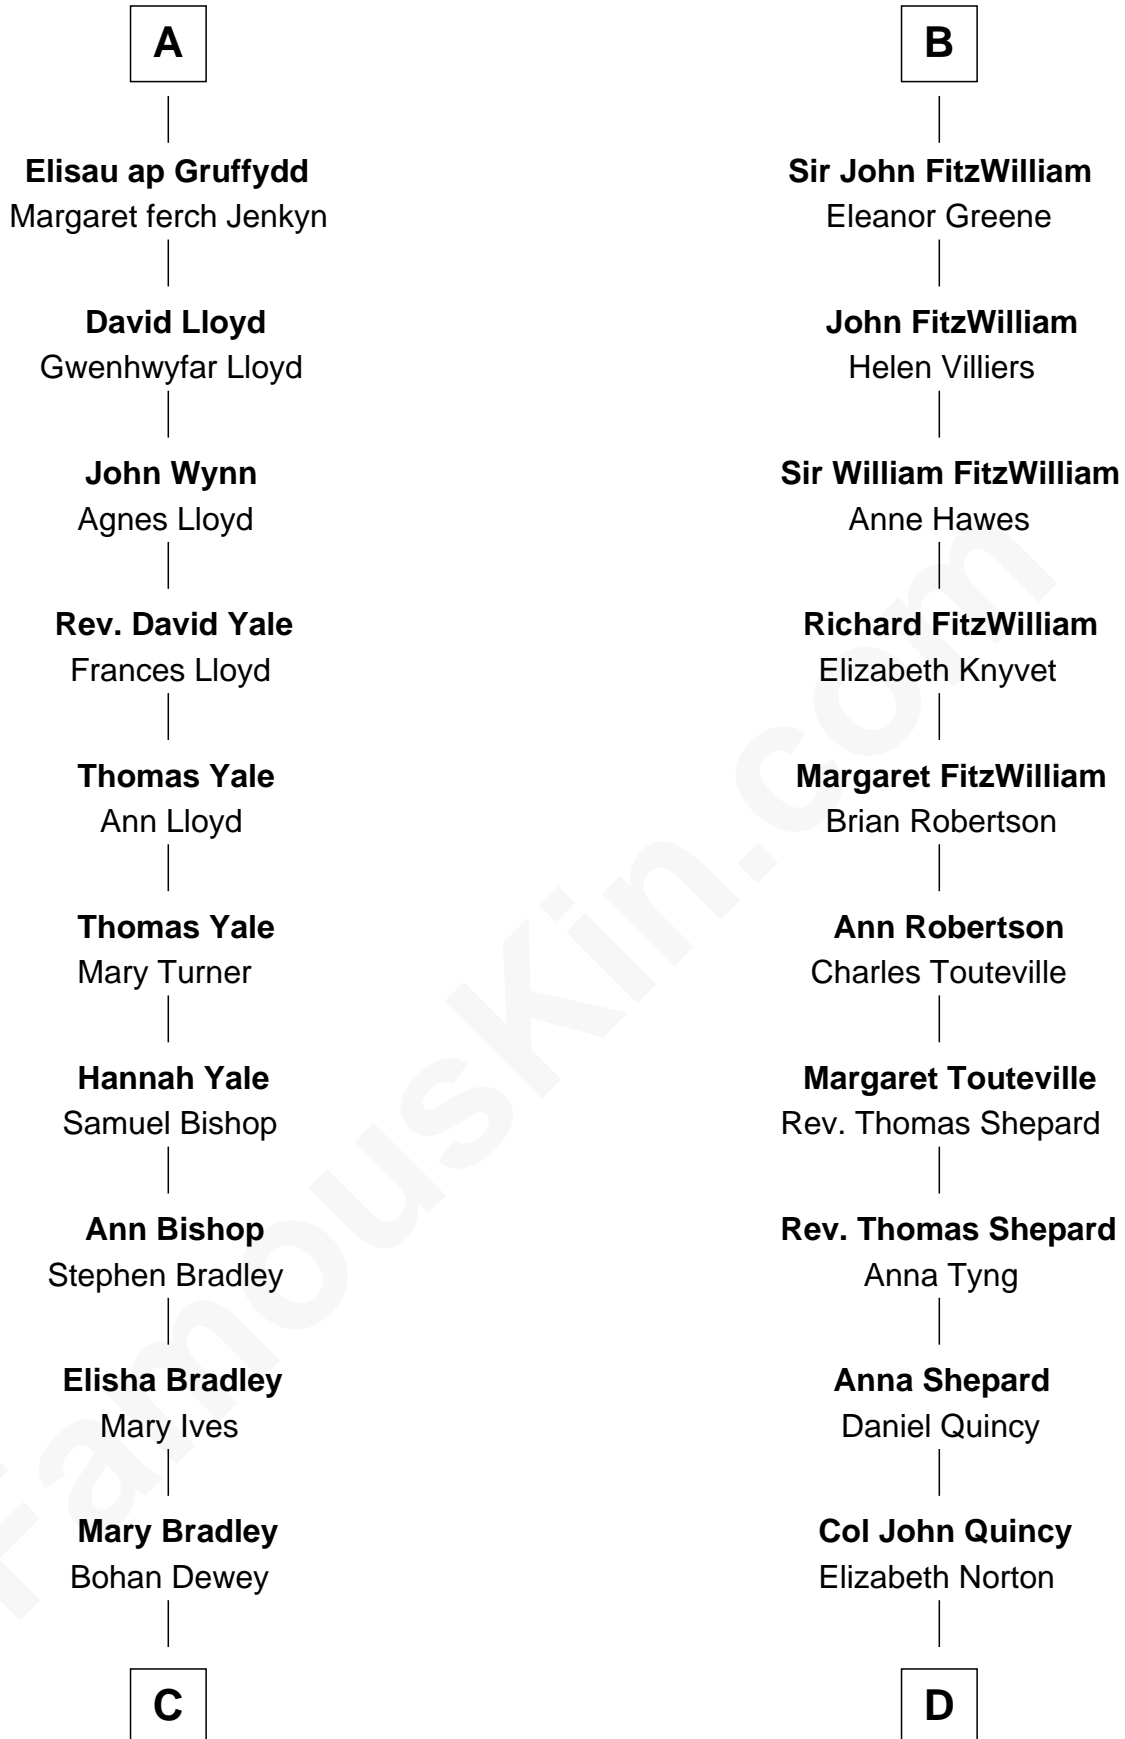 A
Elisau ap Gruffydd
Margaret ferch Jenkyn
David Lloyd
Gwenhwyfar Lloyd
John Wynn
Agnes Lloyd
Rev. David Yale
Frances Lloyd
Thomas Yale
Ann Lloyd
Thomas Yale
Mary Turner
Hannah Yale
Samuel Bishop
Ann Bishop
Stephen Bradley
Elisha Bradley
Mary Ives
Mary Bradley
Bohan Dewey
C
B
Sir John FitzWilliam
Eleanor Greene
John FitzWilliam
Helen Villiers
Sir William FitzWilliam
Anne Hawes
Richard FitzWilliam
Elizabeth Knyvet
Margaret FitzWilliam
Brian Robertson
Ann Robertson
Charles Touteville
Margaret Touteville
Rev. Thomas Shepard
Rev. Thomas Shepard
Anna Tyng
Anna Shepard
Daniel Quincy
Col John Quincy
Elizabeth Norton
D
FamousKin.com